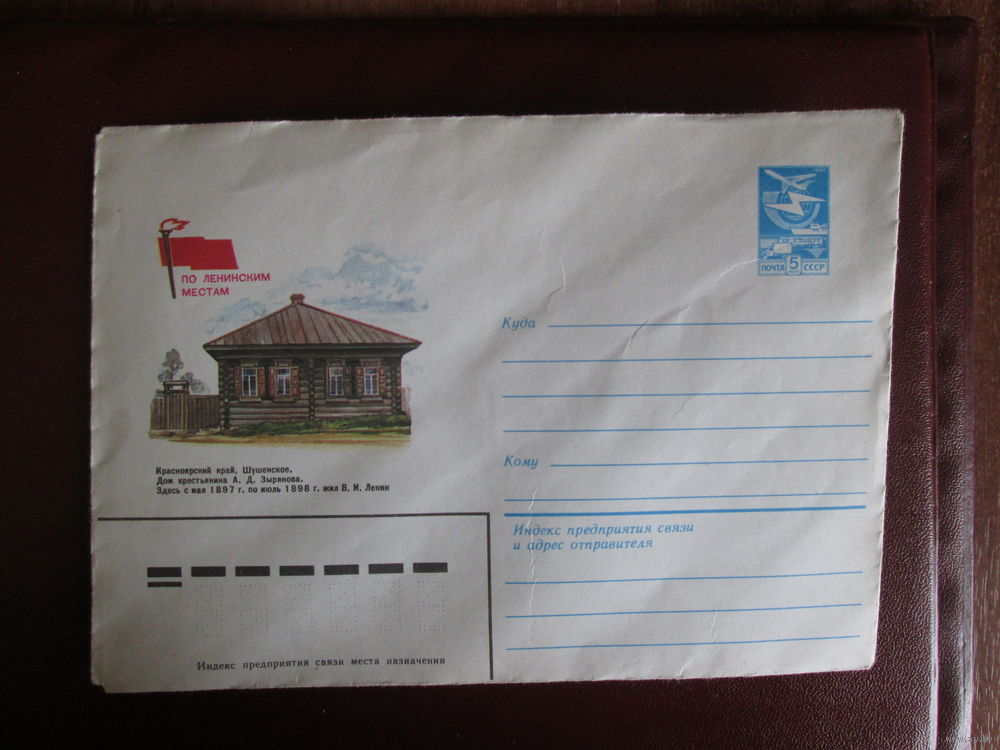 ПО ЛЕНИНСКИМ
МЕСТАМ
Красноярский край, Шушенское.
Дом крестьянина А. Д. Зырянова.
Здесь с мая 1897 г. по июль 1898 г. жил В. И. Ленин
ПОЧТА 5 СССР
Куда
Кому
Индекс предприятия связи
и адрес отправителя
Индекс предприятия связи места назначения